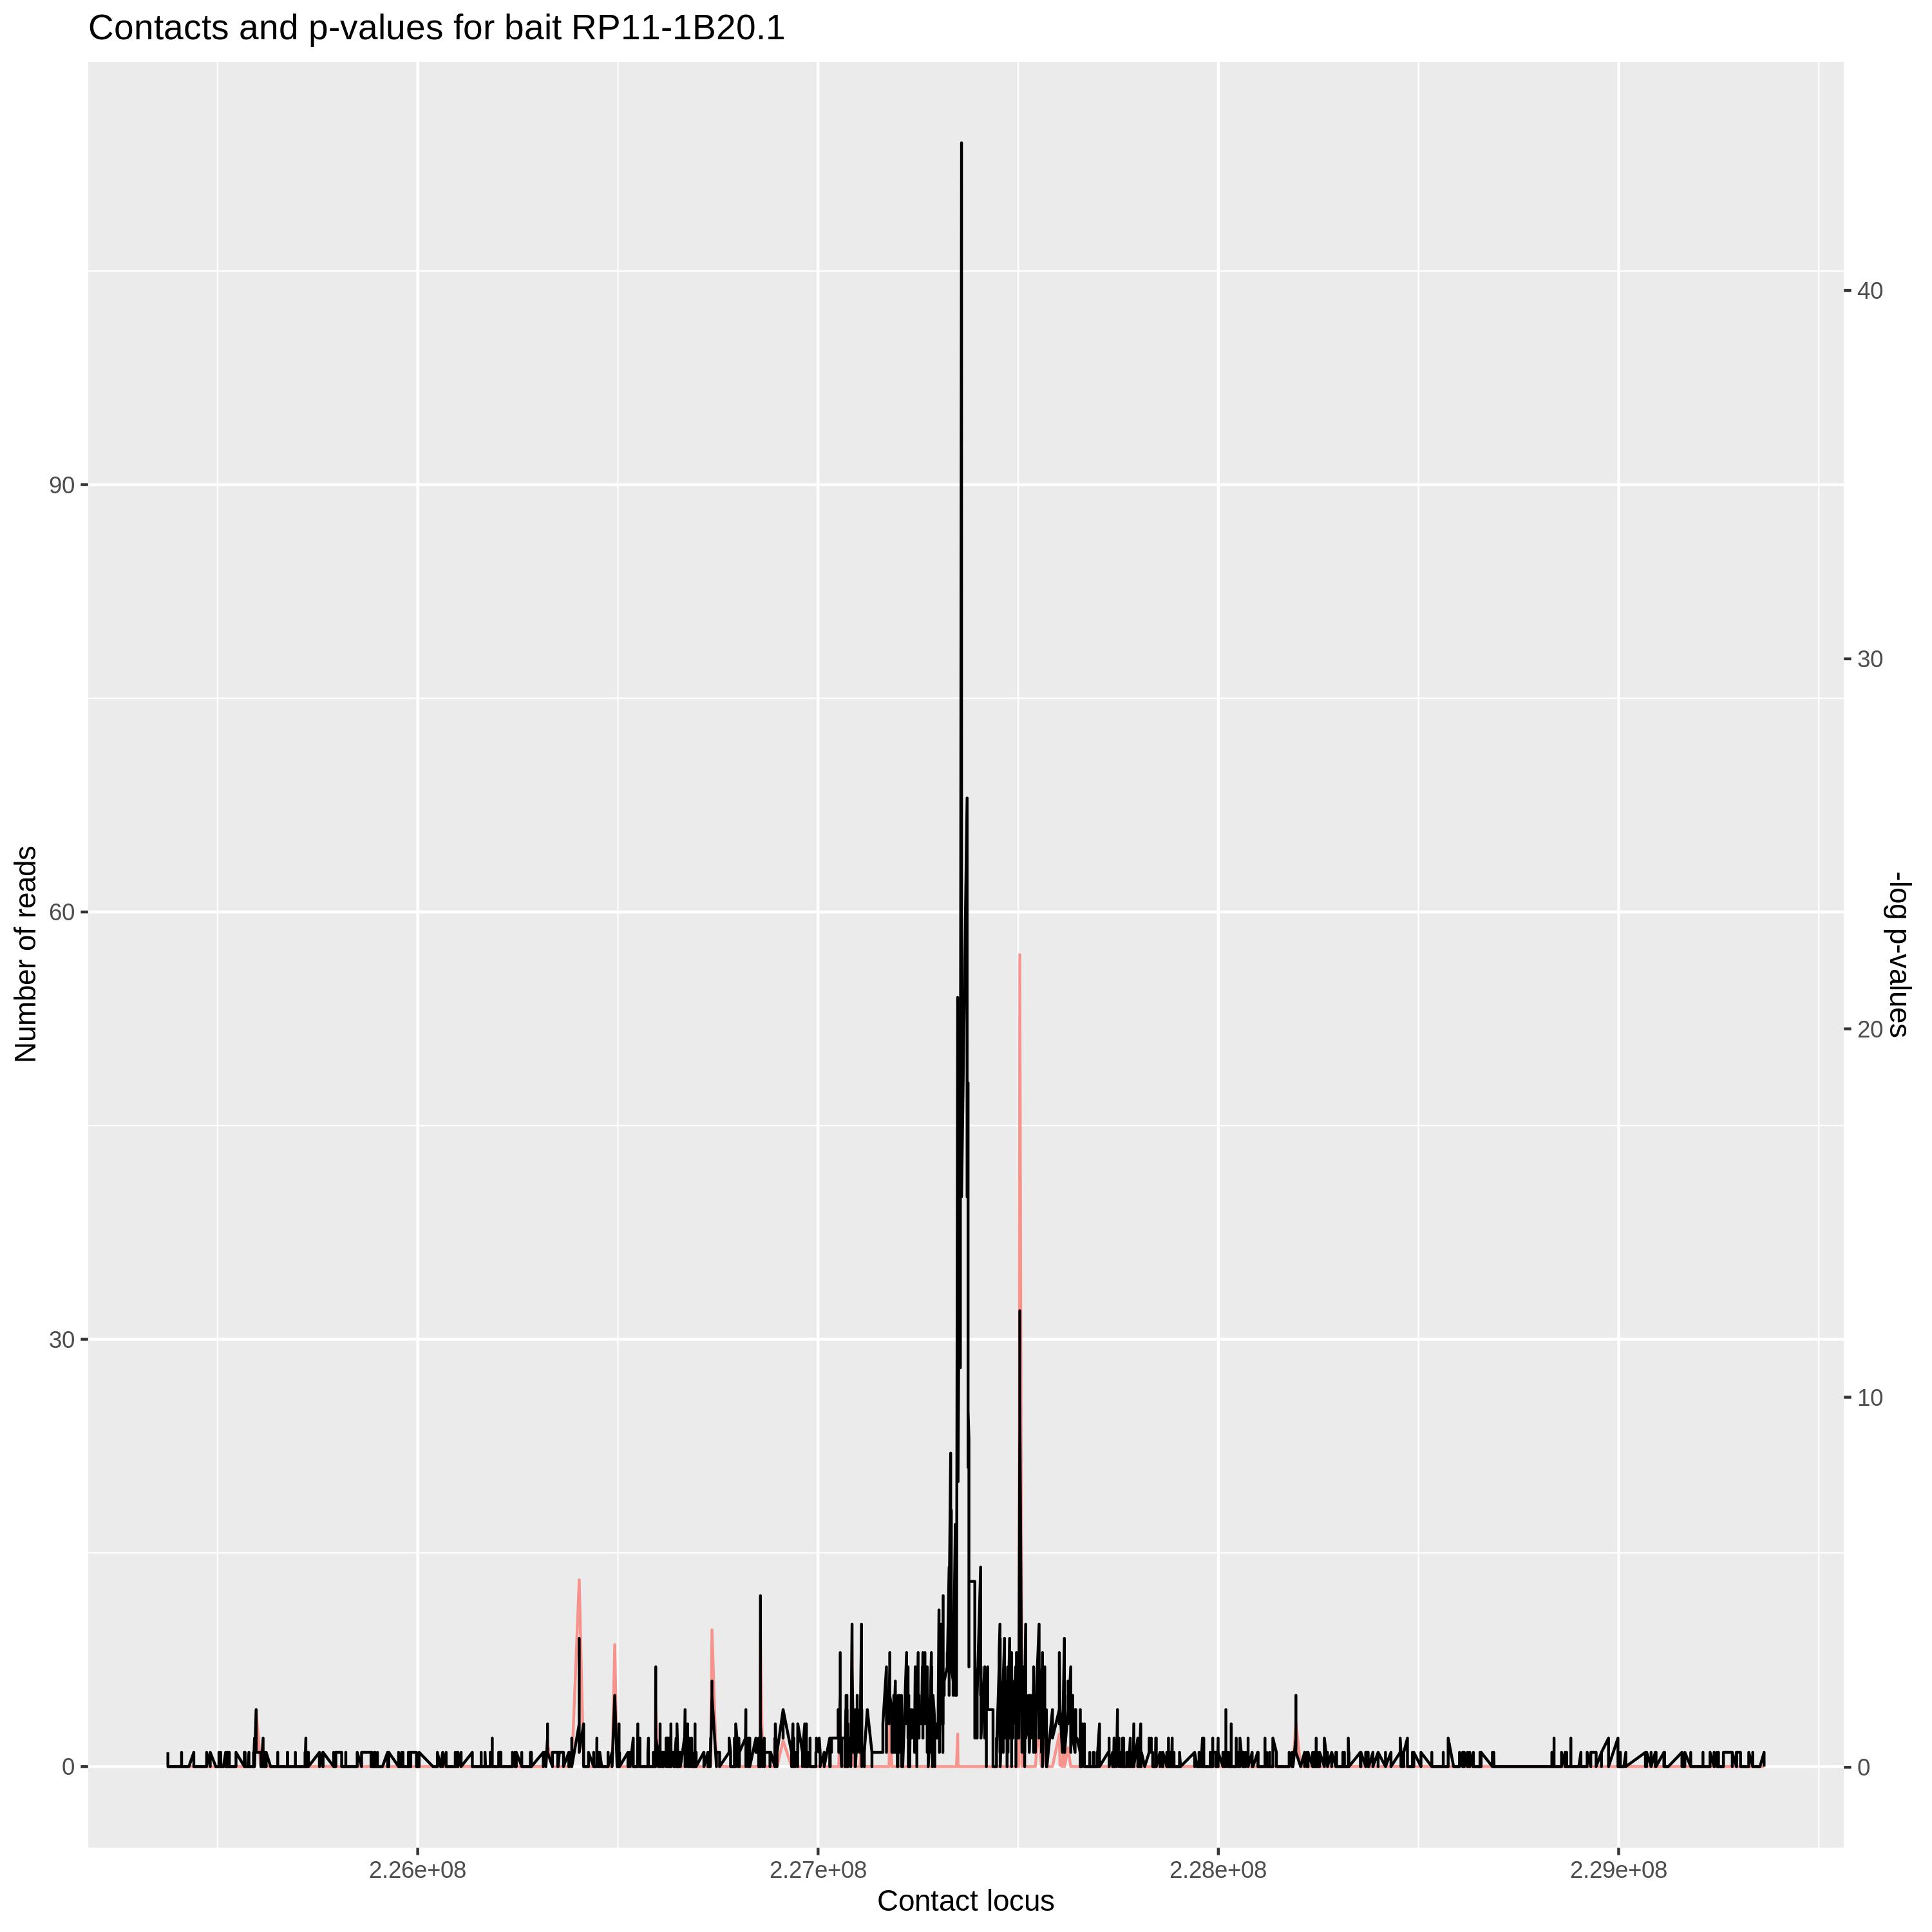 Contacts and p-values for bait RP11-1B20.1
Number of reads
90
60
30
0
40
30
20
10
0
-log p-values
2.26e+08
2.27e+08
2.28e+08
2.29e+08
Contact locus